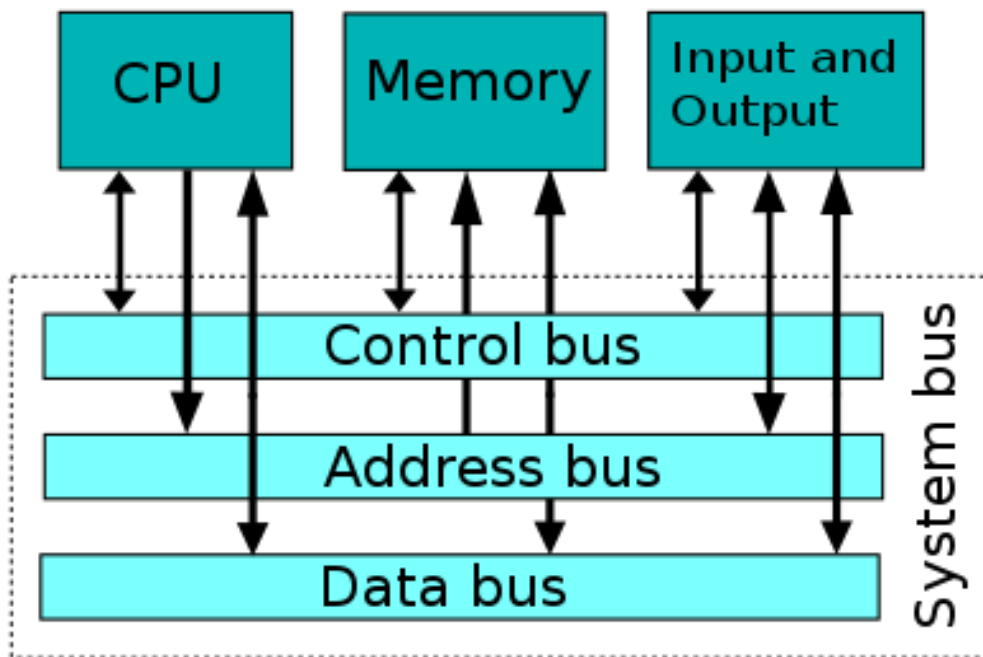 CPU
Memory
Input and
Output
Control bus
Address bus
Data bus
System bus